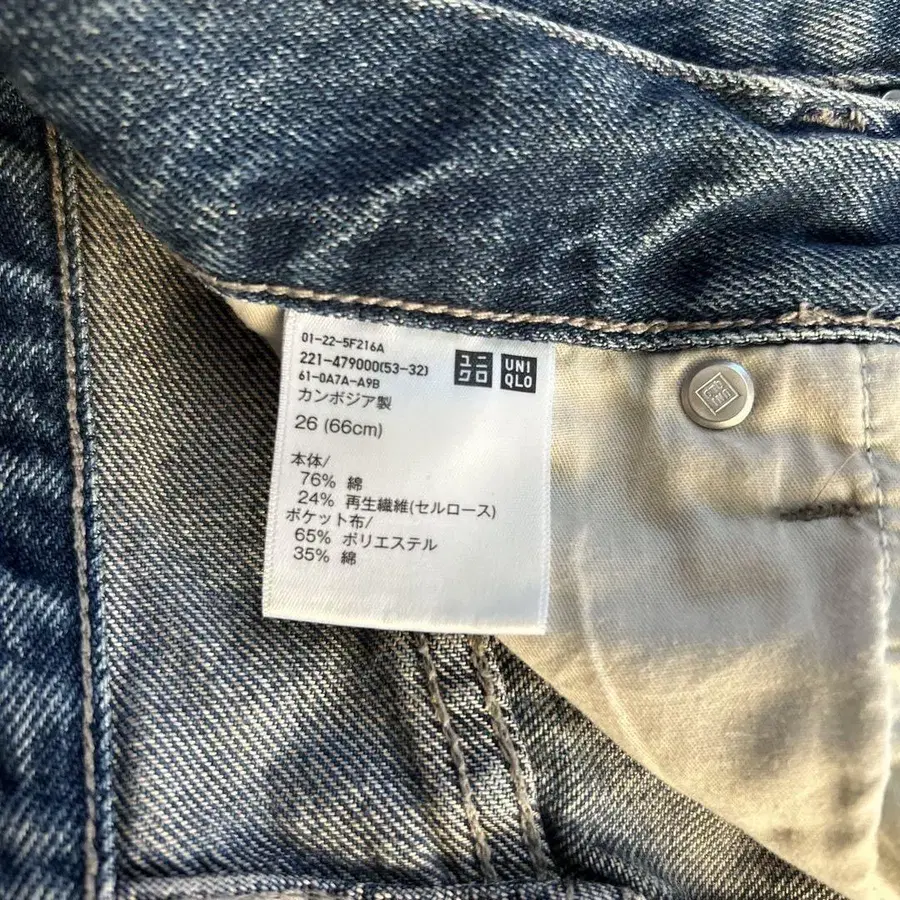 01-22-5F216A
221-479000(53-32)
61-0A7A-A9B
ユニクロ
UNIQLO
カンボジア製
26 (66cm)
本体/
76% 綿
24% 再生繊維(セルロース)
ポケット布/
65% ポリエステル
35% 綿